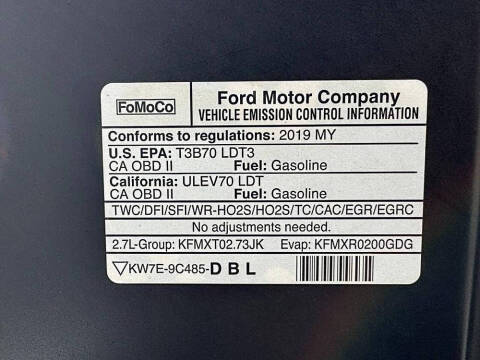 FoMoCo
Ford Motor Company
VEHICLE EMISSION CONTROL INFORMATION
Conforms to regulations: 2019 MY
U.S. EPA: T3B70 LDT3
CA OBD II Fuel: Gasoline
California: ULEV70 LDT
CA OBD II Fuel: Gasoline
TWC/DFI/SFI/WR-HO2S/HO2S/TC/CAC/EGR/EGRC
No adjustments needed.
2.7L-Group: KFMXT02.73JK Evap: KFMXR0200GDG
KW7E-9C485-DBL